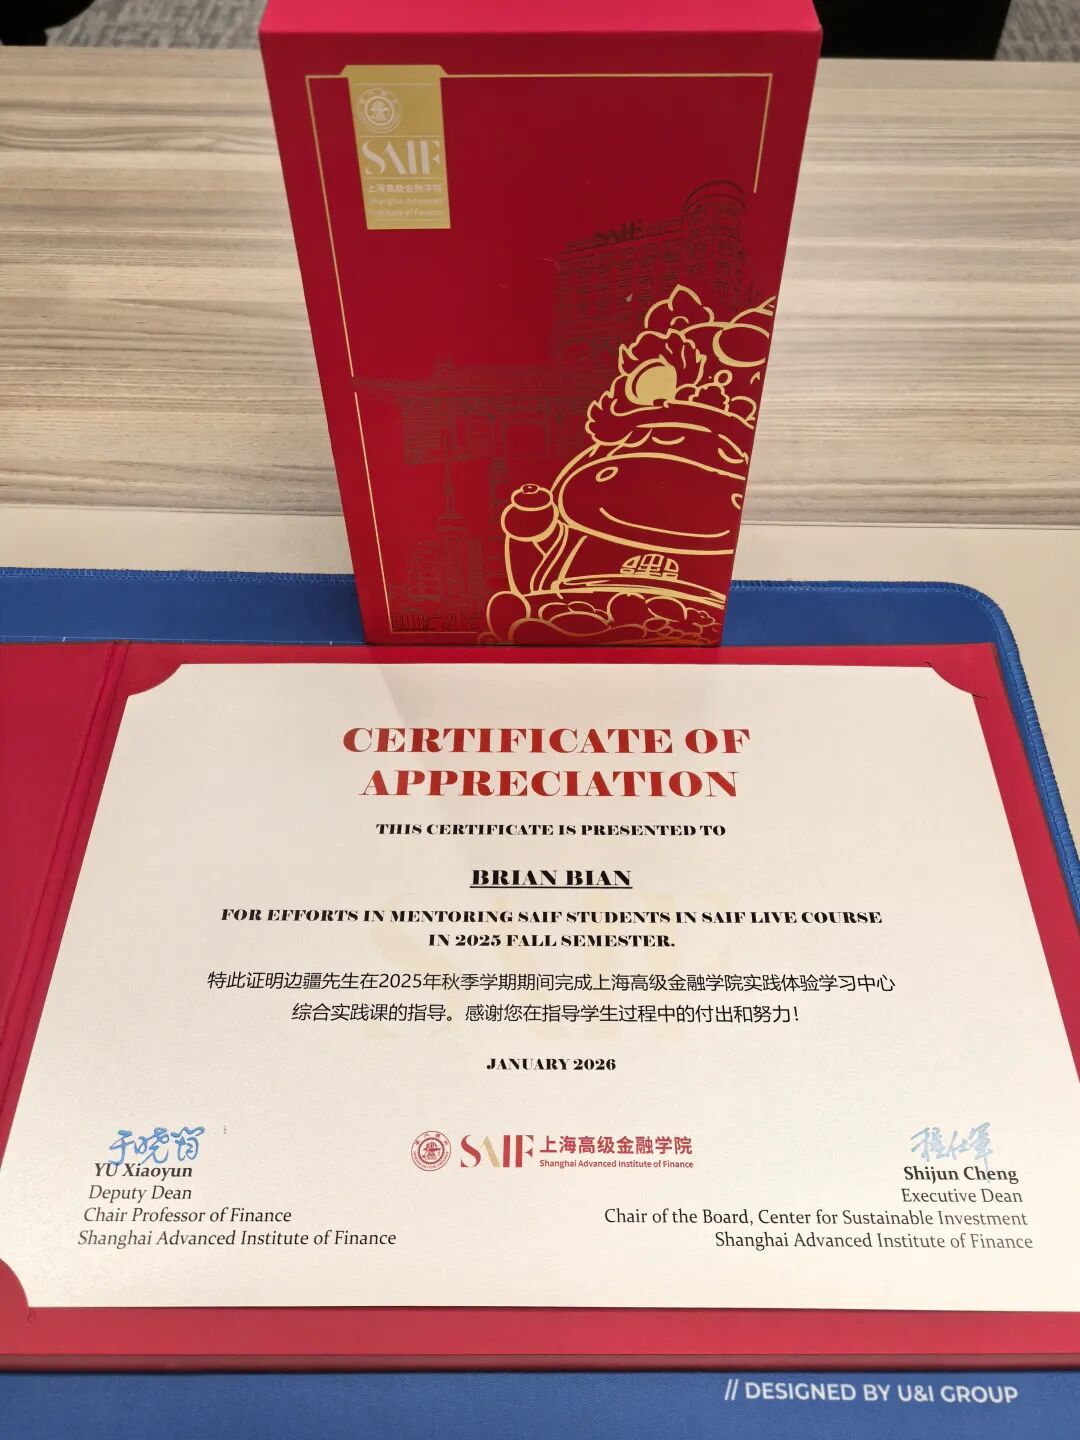 SAIF
上海高级金融学院
Shanghai Advanced
Institute of Finance
SAIF
CERTIFICATE OF
APPRECIATION
THIS CERTIFICATE IS PRESENTED TO
BRIAN BIAN
FOR EFFORTS IN MENTORING SAIF STUDENTS IN SAIF LIVE COURSE
IN 2025 FALL SEMESTER.
特此证明边疆先生在2025年秋季学期期间完成上海高级金融学院实践体验学习中心
综合实践课的指导。感谢您在指导学生过程中的付出和努力！
JANUARY 2026
YU Xiaoyun
Deputy Dean
Chair Professor of Finance
Shanghai Advanced Institute of Finance
SAIF 上海高级金融学院
Shanghai Advanced Institute of Finance
Shijun Cheng
Executive Dean
Chair of the Board, Center for Sustainable Investment
Shanghai Advanced Institute of Finance
// DESIGNED BY U&I GROUP